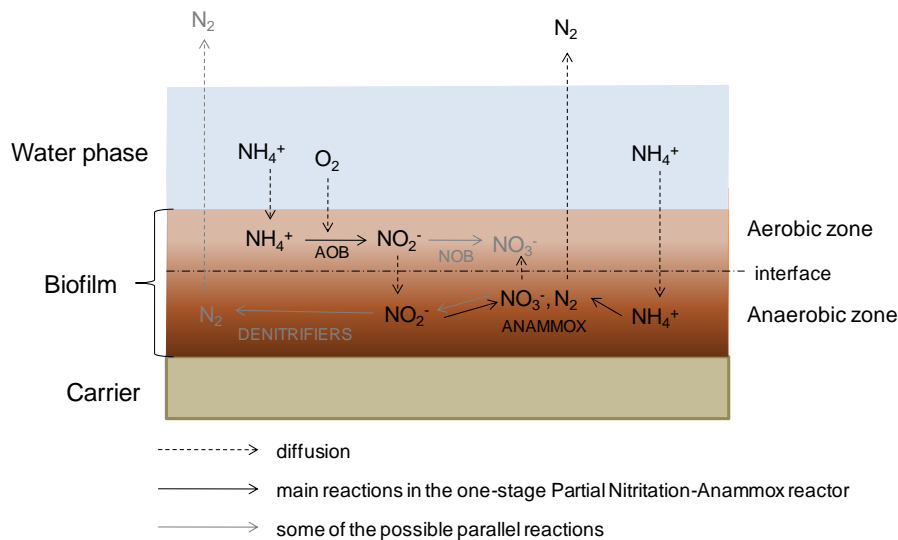 N₂
N₂
Water phase
NH₄⁺
O₂
NH₄⁺
Biofilm
NH₄⁺
AOB
NO₂⁻
NOB
NO₃⁻
Aerobic zone
interface
N₂
DENITRIFIERS
NO₂⁻
NO₃⁻, N₂
ANAMMOX
NH₄⁺
Anaerobic zone
Carrier
diffusion
main reactions in the one-stage Partial Nitritation-Anammox reactor
some of the possible parallel reactions